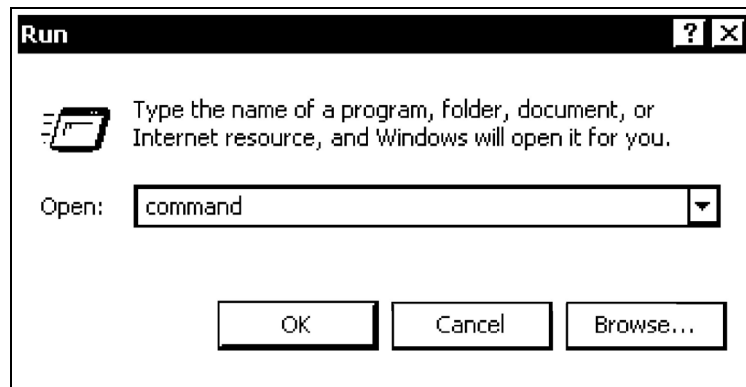 Run
Type the name of a program, folder, document, or
Internet resource, and Windows will open it for you.
Open: command
OK Cancel Browse...